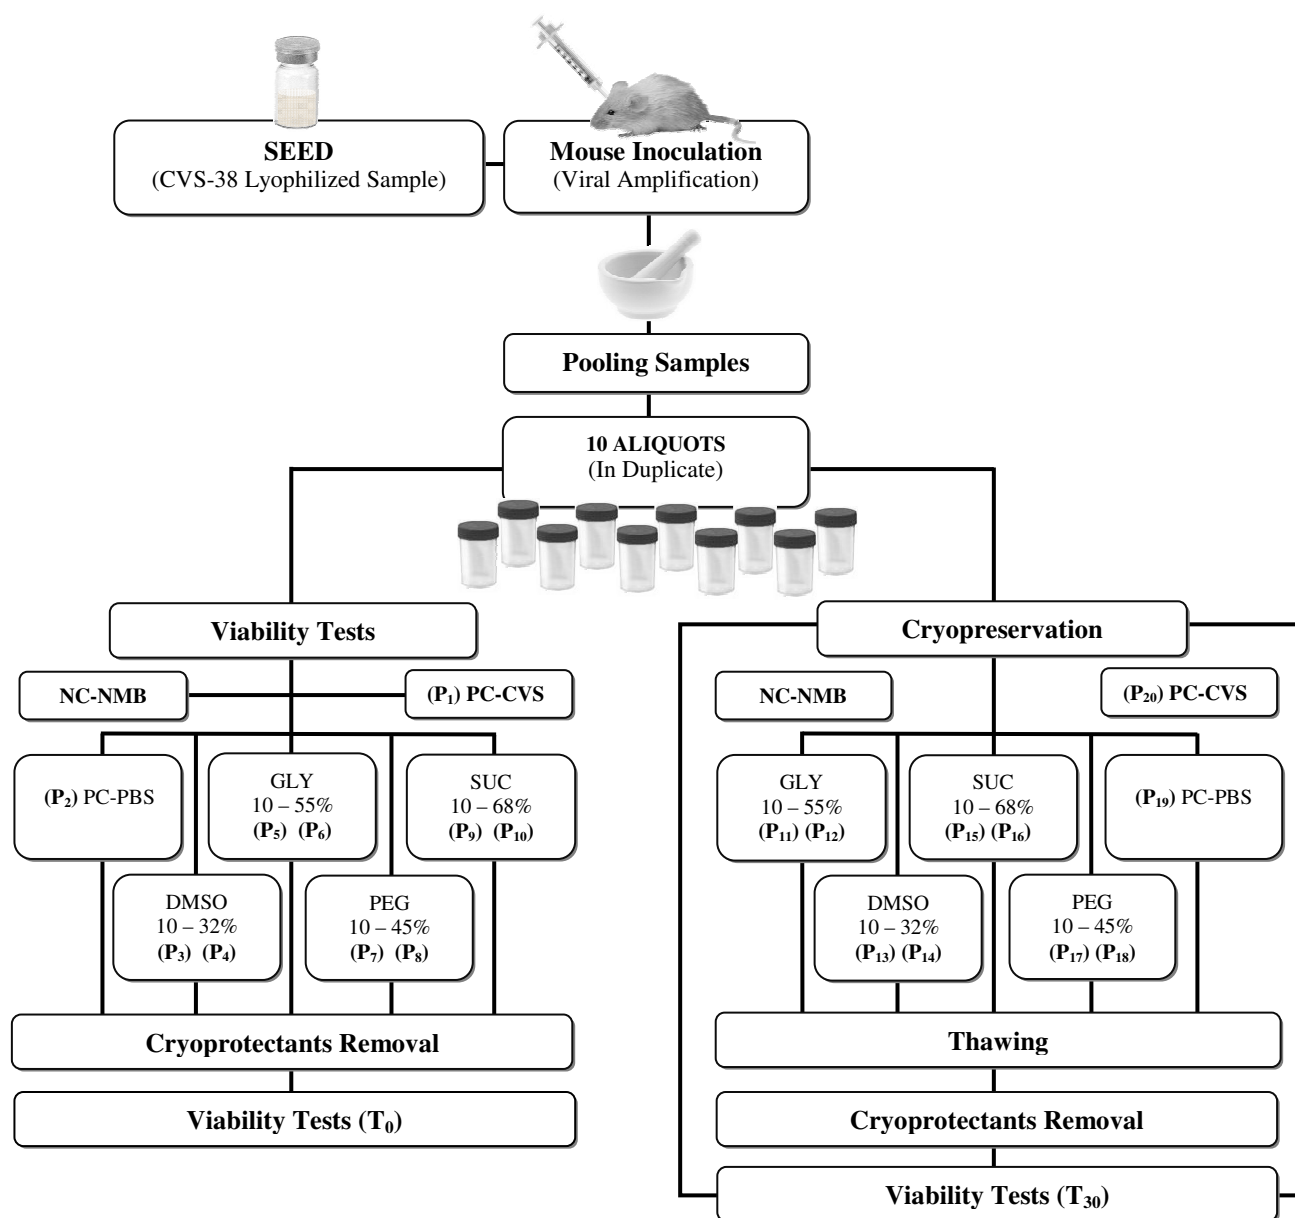 SEED
(CVS-38 Lyophilized Sample)
Mouse Inoculation
(Viral Amplification)
Pooling Samples
10 ALIQUOTS
(In Duplicate)
Viability Tests
NC-NMB
(P1) PC-CVS
(P2) PC-PBS
GLY
10 – 55%
(P5) (P6)
SUC
10 – 68%
(P9) (P10)
DMSO
10 – 32%
(P3) (P4)
PEG
10 – 45%
(P7) (P8)
Cryoprotectants Removal
Viability Tests (T0)
Cryopreservation
NC-NMB
(P20) PC-CVS
GLY
10 – 55%
(P11) (P12)
SUC
10 – 68%
(P15) (P16)
(P19) PC-PBS
DMSO
10 – 32%
(P13) (P14)
PEG
10 – 45%
(P17) (P18)
Thawing
Cryoprotectants Removal
Viability Tests (T30)